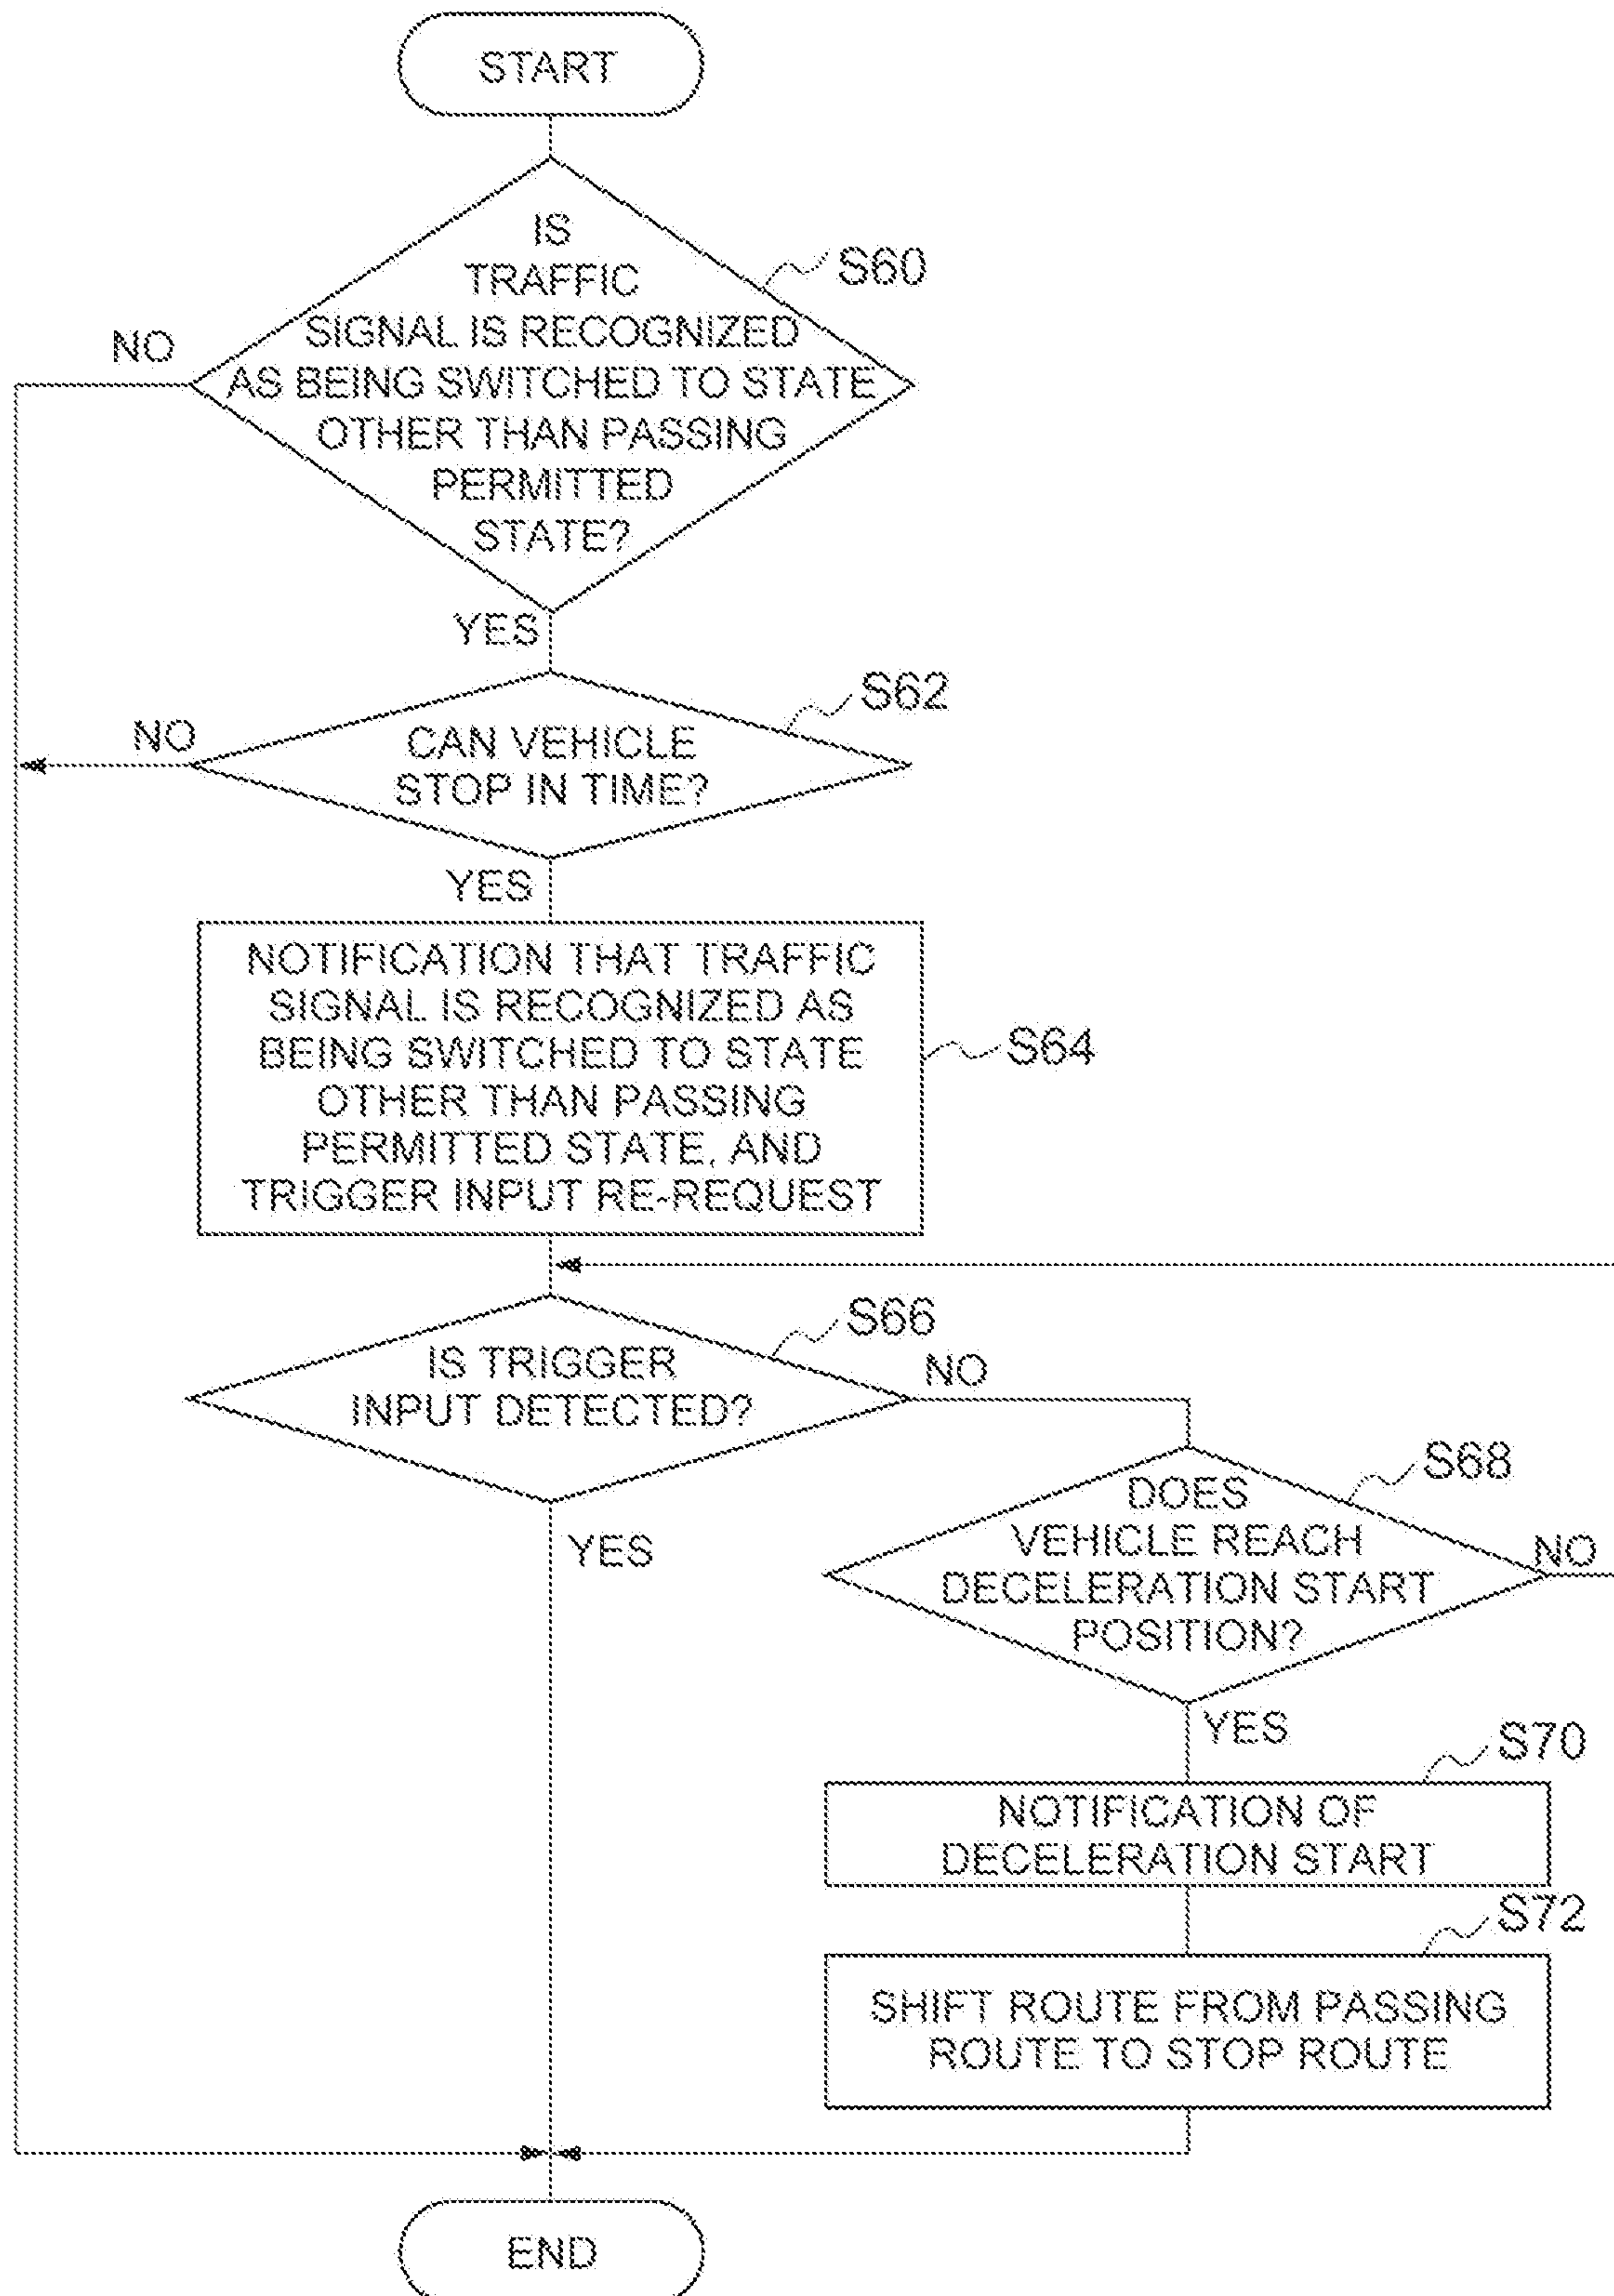 START
IS
TRAFFIC
SIGNAL IS RECOGNIZED
AS BEING SWITCHED TO STATE
OTHER THAN PASSING
PERMITTED
STATE?
S60
NO
YES
CAN VEHICLE
STOP IN TIME?
S62
NO
YES
NOTIFICATION THAT TRAFFIC
SIGNAL IS RECOGNIZED AS
BEING SWITCHED TO STATE
OTHER THAN PASSING
PERMITTED STATE, AND
TRIGGER INPUT RE-REQUEST
S64
IS TRIGGER
INPUT DETECTED?
S66
NO
YES
DOES
VEHICLE REACH
DECELERATION START
POSITION?
S68
NO
YES
S70
NOTIFICATION OF
DECELERATION START
S72
SHIFT ROUTE FROM PASSING
ROUTE TO STOP ROUTE
END